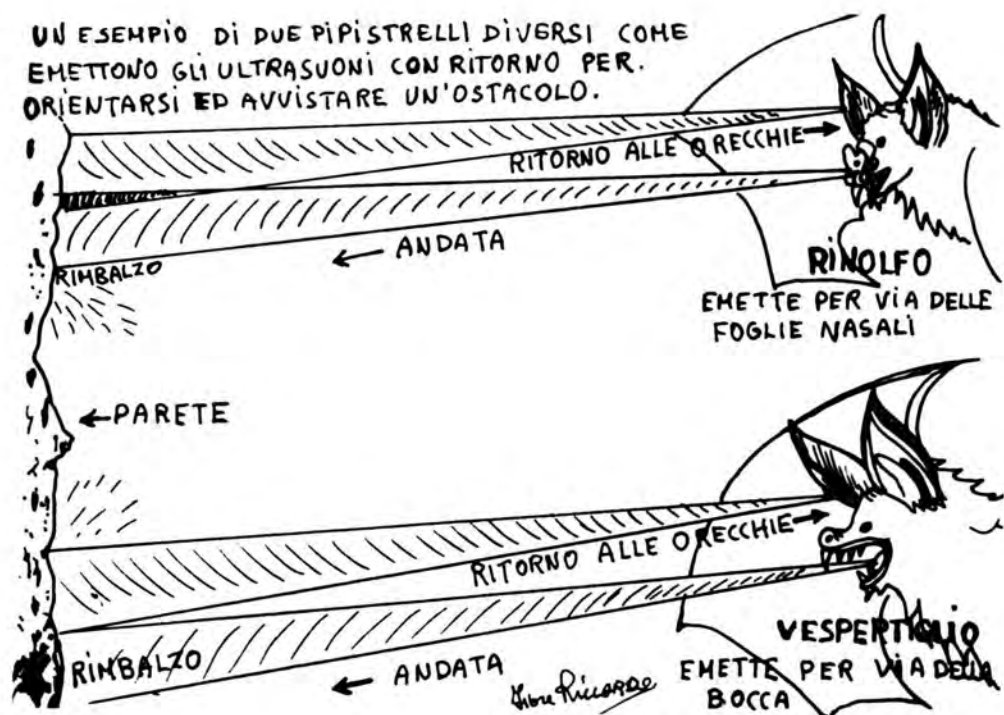 UN ESEMPIO DI DUE PIPISTRELLI DIVERSI COME
EMETTONO GLI ULTRASUONI CON RITORNO PER.
ORIENTARSI ED AVVISTARE UN'OSTACOLO.
RITORNO ALLE ORECCHIE
ANDATA
RIMBALZO
RINOLFO
EMETTE PER VIA DELLE
FOGLIE NASALI
PARETE
RITORNO ALLE ORECCHIE
RIMBALZO
ANDATA
VESPERTILIO
EMETTE PER VIA DELLA
BOCCA